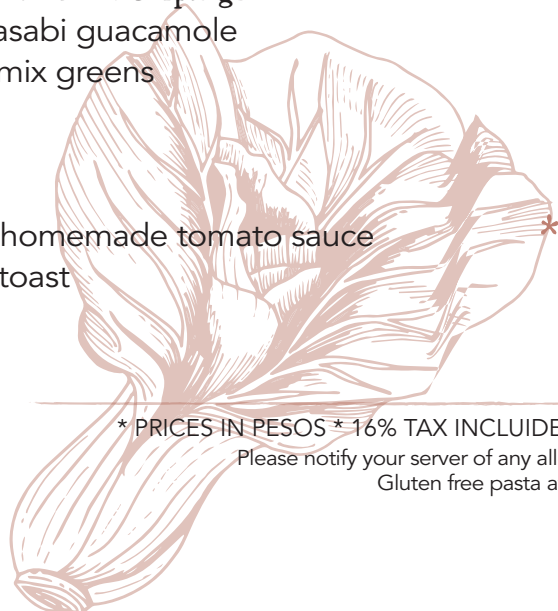 asabi guacamole
mix greens
homemade tomato sauce
*
toast
* PRICES IN PESOS * 16% TAX INCLUIDE
Please notify your server of any all
Gluten free pasta a